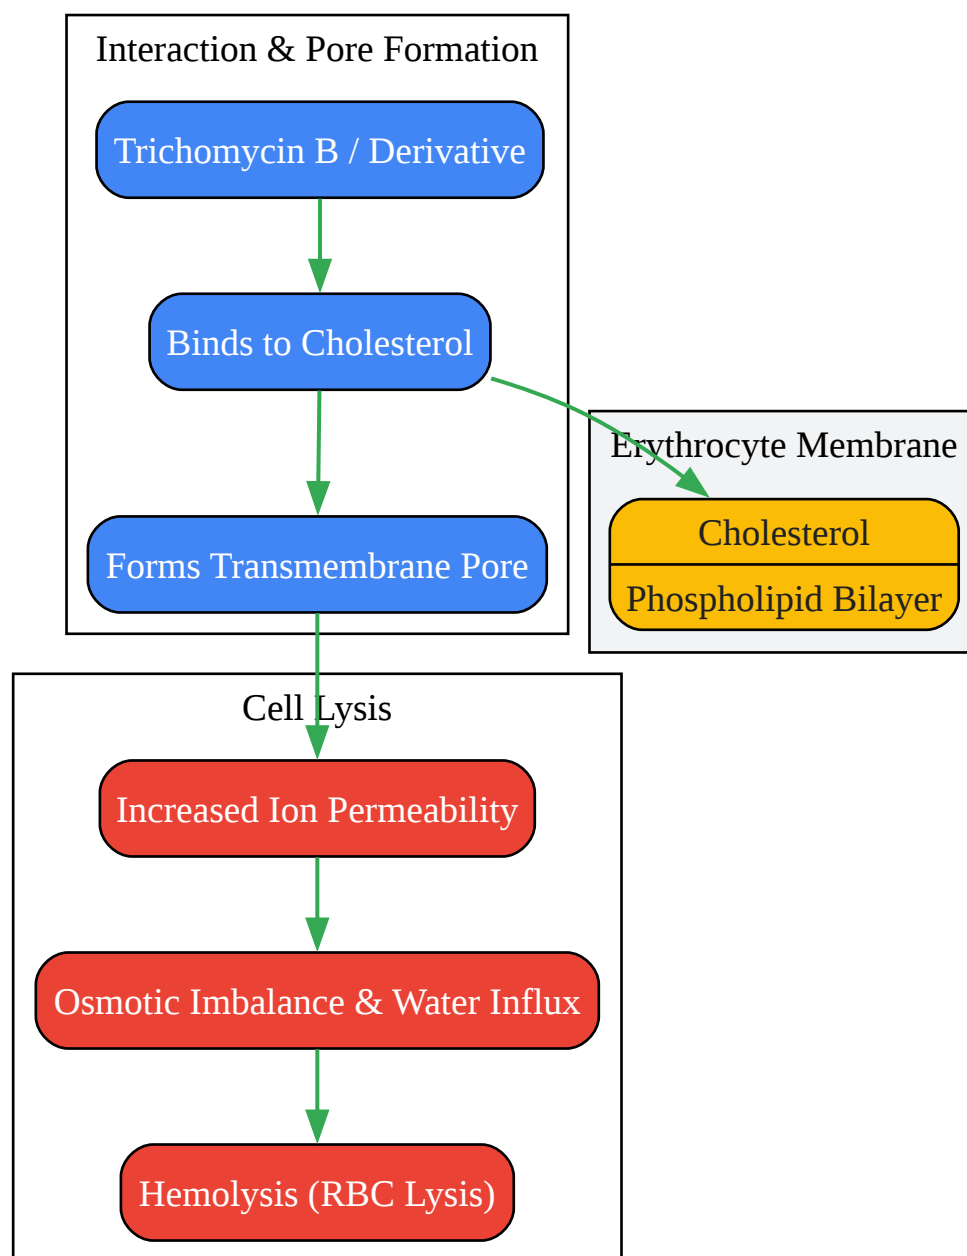 Interaction & Pore Formation
Trichomycin B / Derivative
Binds to Cholesterol
Forms Transmembrane Pore
Erythrocyte Membrane
Cholesterol
Phospholipid Bilayer
Cell Lysis
Increased Ion Permeability
Osmotic Imbalance & Water Influx
Hemolysis (RBC Lysis)